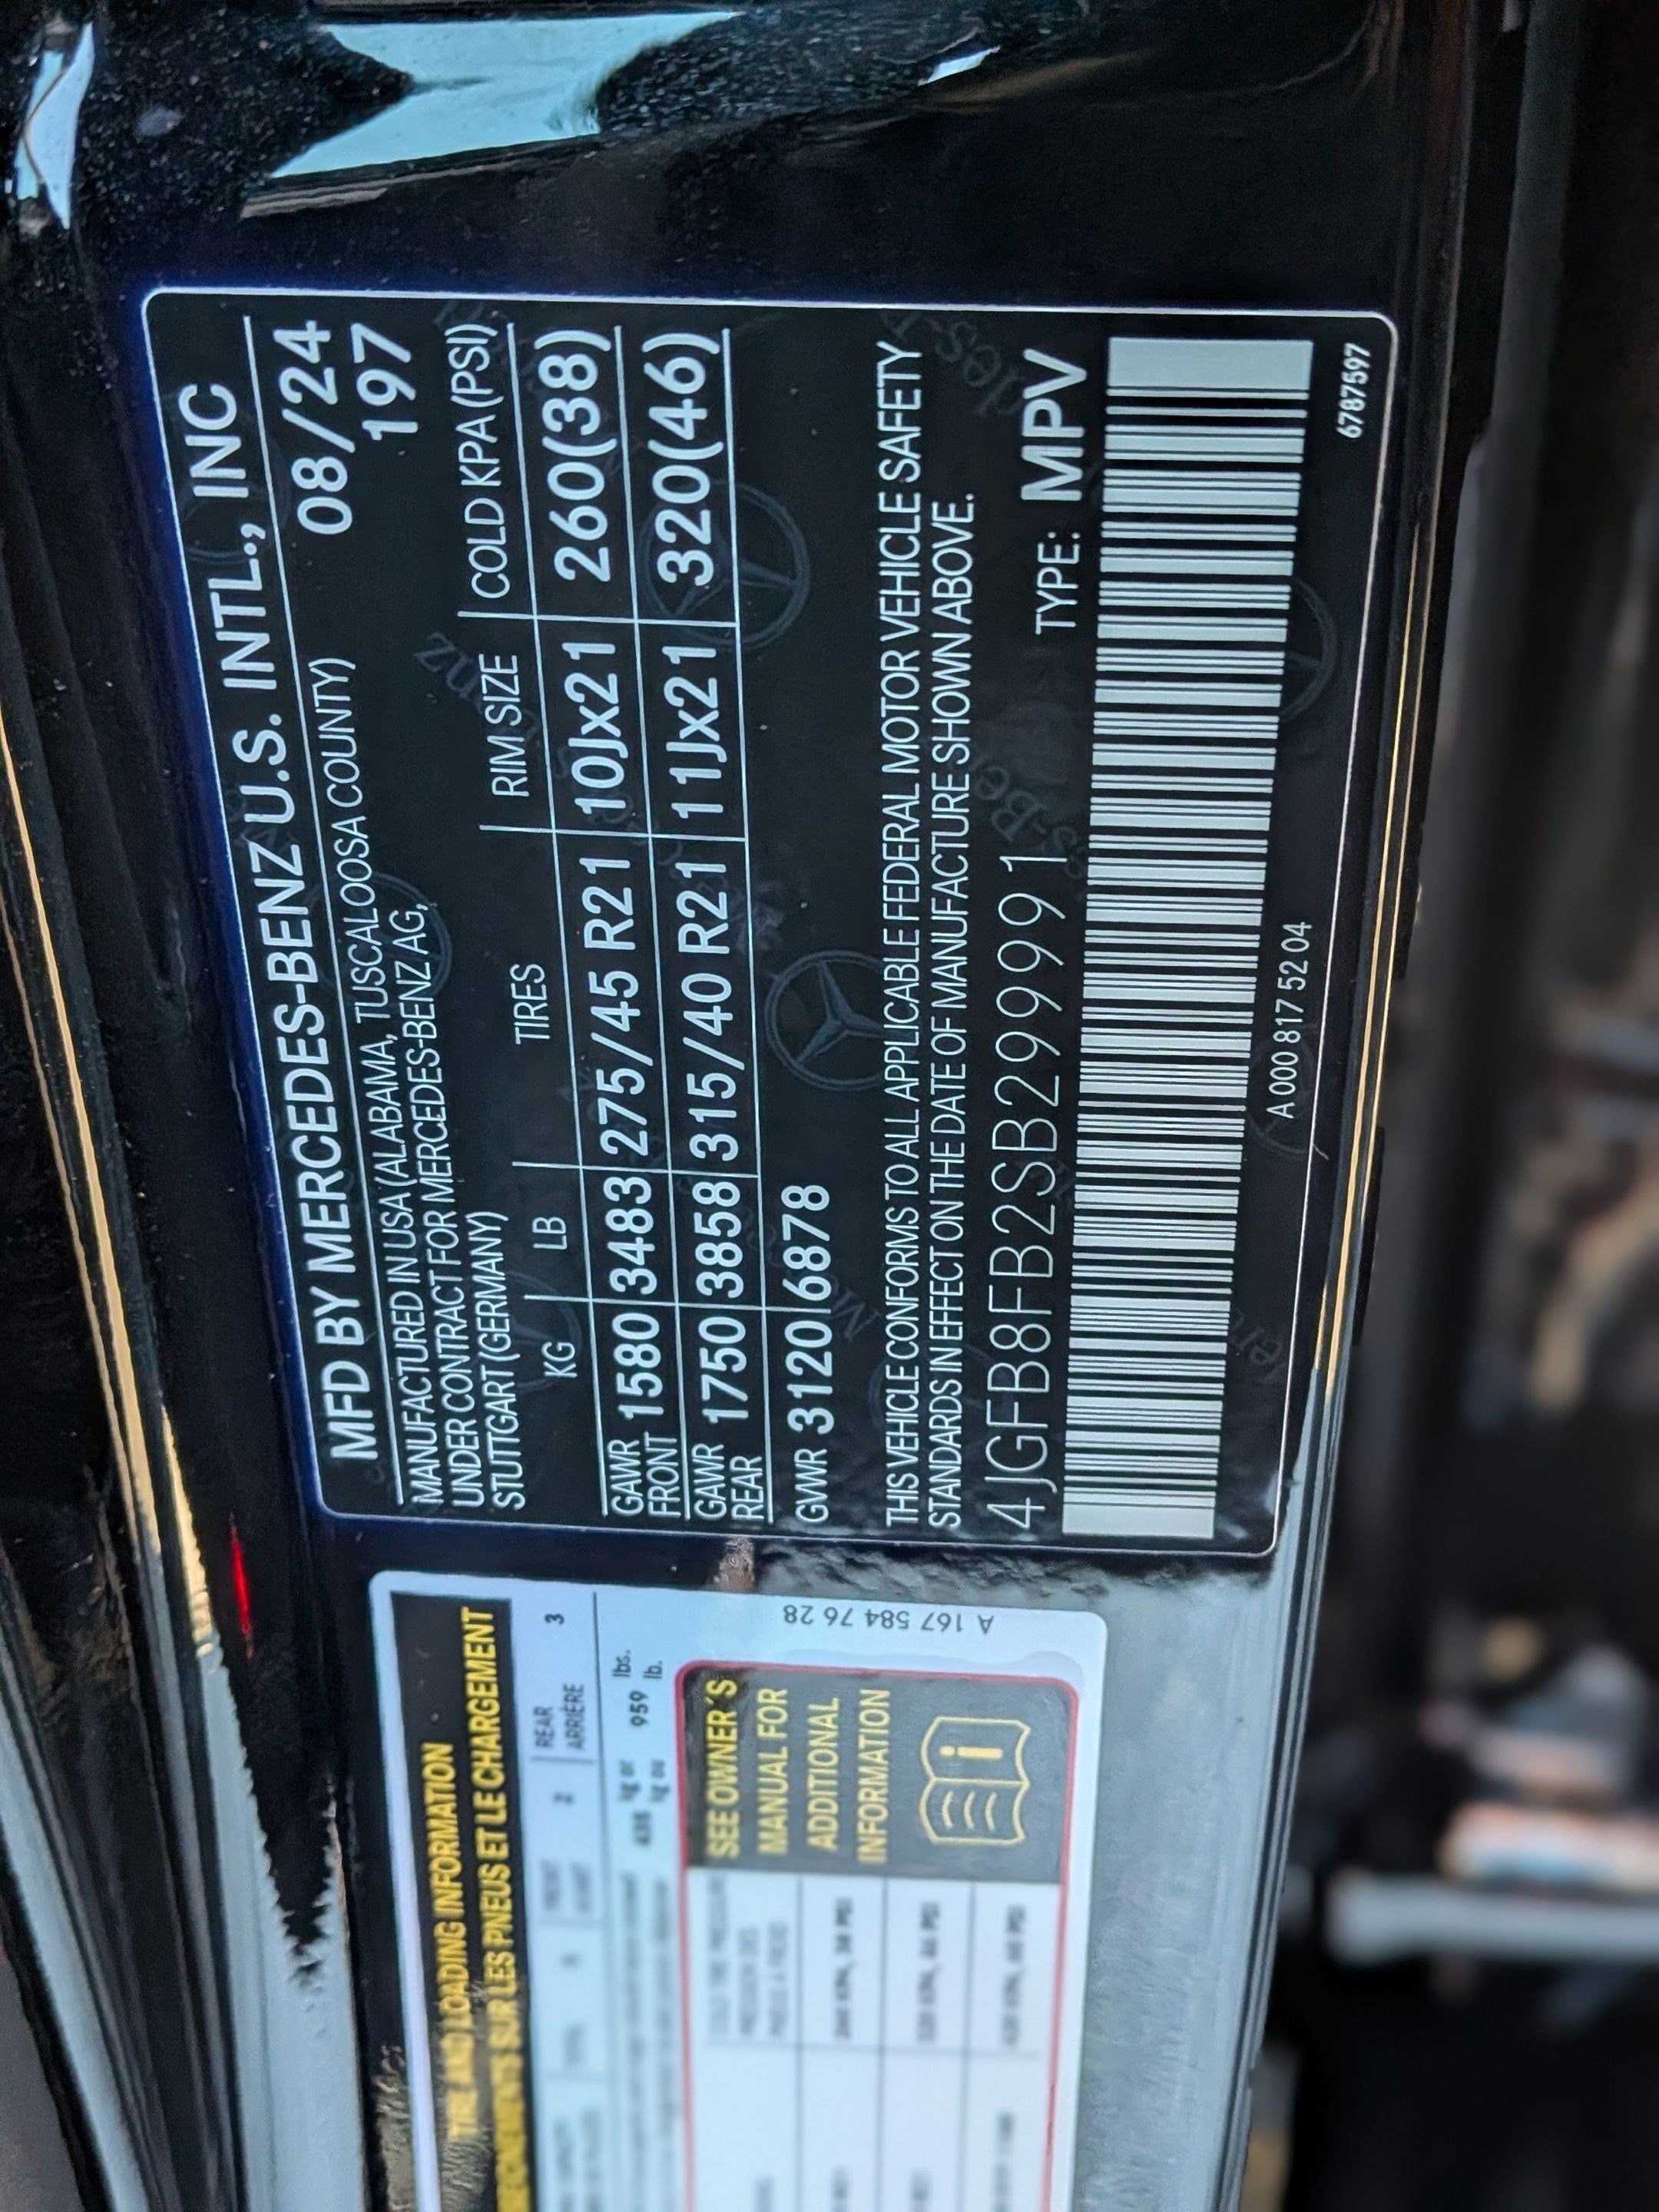 MFD BY MERCEDES-BENZ U.S. INTL., INC
MANUFACTURED IN USA (ALABAMA, TUSCALOOSA COUNTY) 08/24
UNDER CONTRACT FOR MERCEDES-BENZ AG, 197
STUTTGART (GERMANY)
KG LB TIRES RIM SIZE COLD KPA (PSI)
GAWR FRONT 1580 3483 275/45 R21 10Jx21 260(38)
GAWR REAR 1750 3858 315/40 R21 11Jx21 320(46)
GVWR 3120 6878
THIS VEHICLE CONFORMS TO ALL APPLICABLE FEDERAL MOTOR VEHICLE SAFETY
STANDARDS IN EFFECT ON THE DATE OF MANUFACTURE SHOWN ABOVE.
4JGFB8FB2SB299991 TYPE: MPV
A 000 817 52 04
6787597
TIRE AND LOADING INFORMATION
SUR LES PNEUS ET LE CHARGEMENT
2 REAR 3
ARRIÈRE
kg or 959 lbs.
kg ou lb.
SEE OWNER´S
MANUAL FOR
ADDITIONAL
INFORMATION
A 167 584 76 28